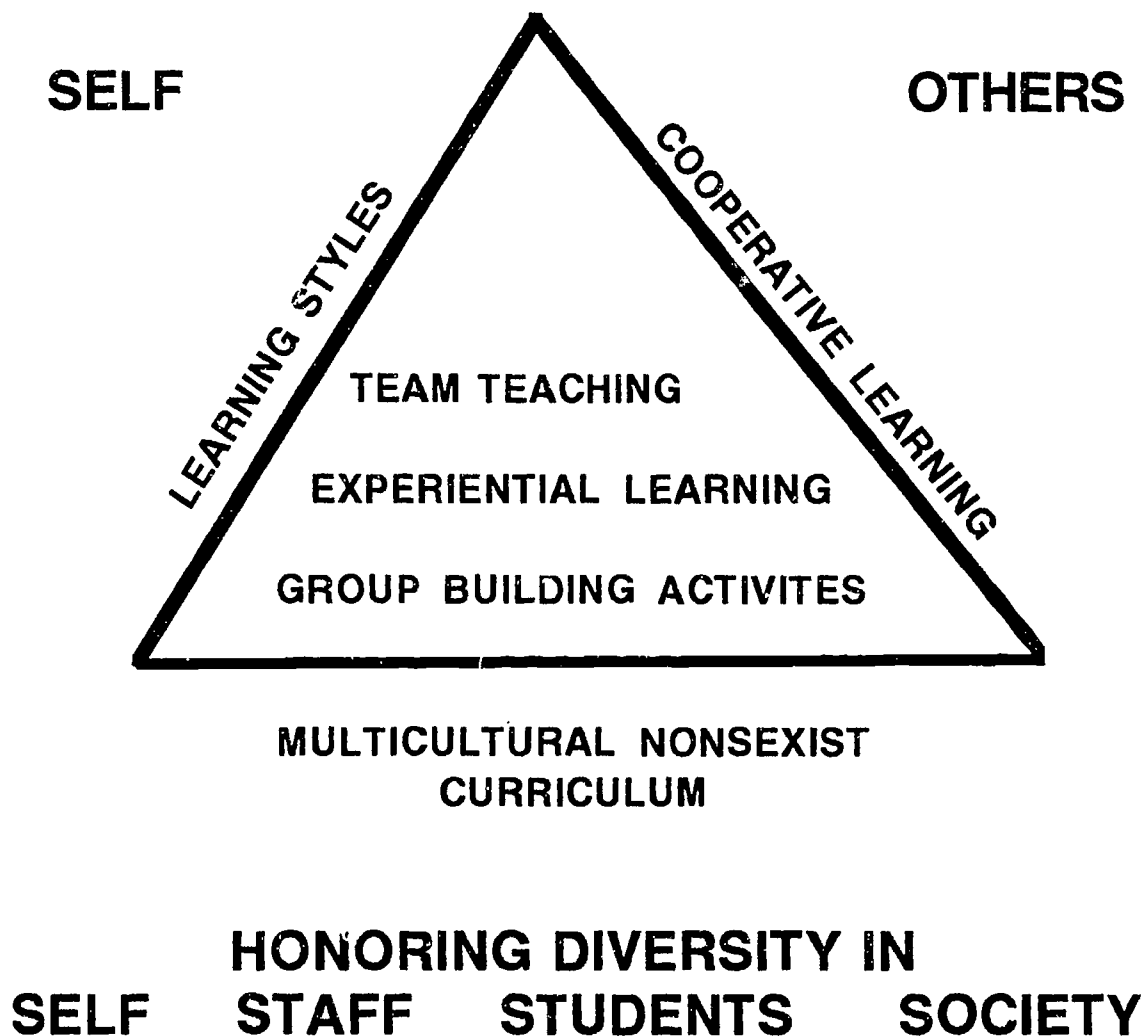 SELF
OTHERS
LEARNING STYLES
COOPERATIVE LEARNING
TEAM TEACHING
EXPERIENTIAL LEARNING
GROUP BUILDING ACTIVITES
MULTICULTURAL NONSEXIST
CURRICULUM
HONORING DIVERSITY IN
SELF STAFF STUDENTS SOCIETY